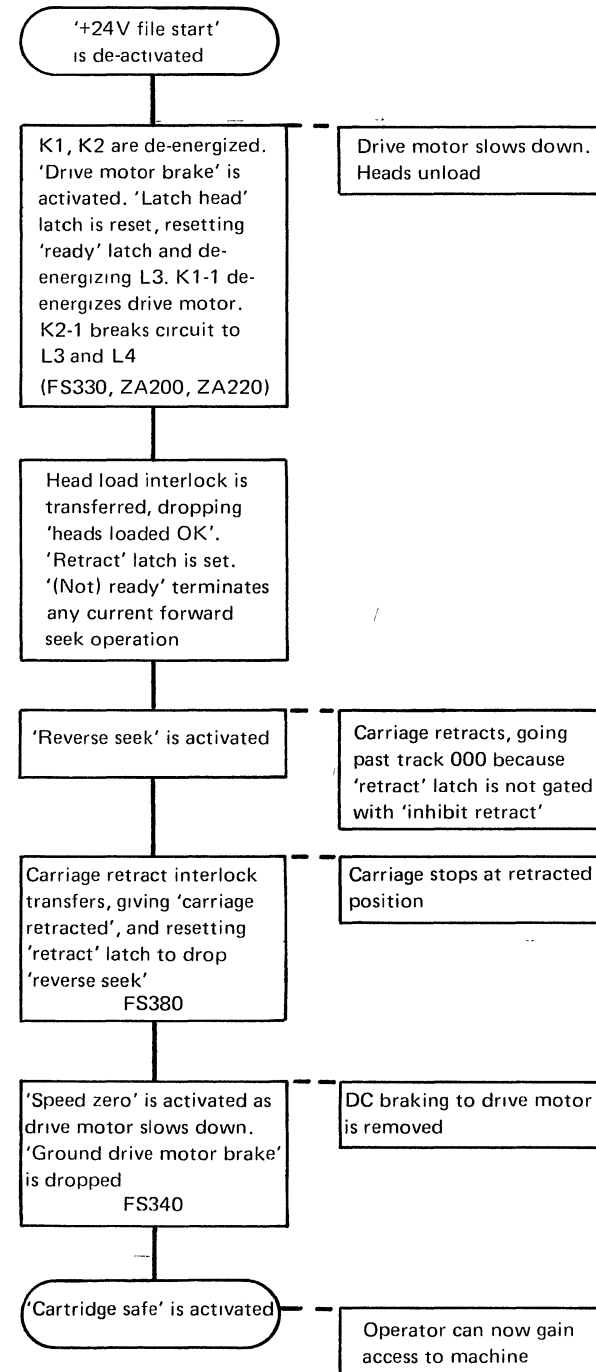 '+24V file start'
is de-activated
K1, K2 are de-energized.
'Drive motor brake' is
activated. 'Latch head'
latch is reset, resetting
'ready' latch and de-
energizing L3. K1-1 de-
energizes drive motor.
K2-1 breaks circuit to
L3 and L4
(FS330, ZA200, ZA220)
Drive motor slows down.
Heads unload
Head load interlock is
transferred, dropping
'heads loaded OK'.
'Retract' latch is set.
'(Not) ready' terminates
any current forward
seek operation
'Reverse seek' is activated
Carriage retracts, going
past track 000 because
'retract' latch is not gated
with 'inhibit retract'
Carriage retract interlock
transfers, giving 'carriage
retracted', and resetting
'retract' latch to drop
'reverse seek'
FS380
Carriage stops at retracted
position
'Speed zero' is activated as
drive motor slows down.
'Ground drive motor brake'
is dropped
FS340
DC braking to drive motor
is removed
'Cartridge safe' is activated
Operator can now gain
access to machine